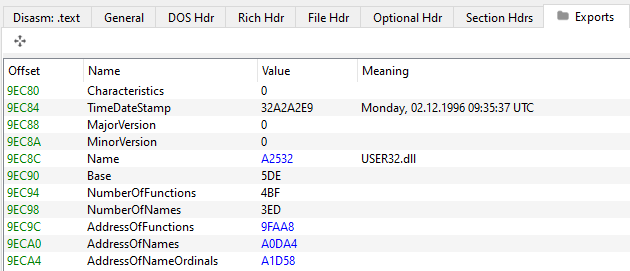 Disasm: .text General DOS Hdr Rich Hdr File Hdr Optional Hdr Section Hdrs Exports
Offset Name Value Meaning
9EC80 Characteristics 0
9EC84 TimeDateStamp 32A2A2E9 Monday, 02.12.1996 09:35:37 UTC
9EC88 MajorVersion 0
9EC8A MinorVersion 0
9EC8C Name A2532 USER32.dll
9EC90 Base 5DE
9EC94 NumberOfFunctions 4BF
9EC98 NumberOfNames 3ED
9EC9C AddressOfFunctions 9FAA8
9ECA0 AddressOfNames A0DA4
9ECA4 AddressOfNameOrdinals A1D58